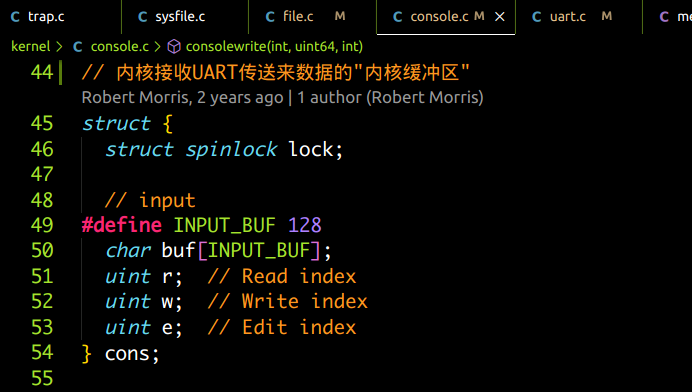 trap.c sysfile.c file.c M console.c M × uart.c M me
kernel > C console.c > consolewrite(int, uint64, int)
44 // 内核接收UART传送来数据的"内核缓冲区"
Robert Morris, 2 years ago | 1 author (Robert Morris)
45 struct {
46 struct spinlock lock;
47
48 // input
49 #define INPUT_BUF 128
50 char buf[INPUT_BUF];
51 uint r; // Read index
52 uint w; // Write index
53 uint e; // Edit index
54 } cons;
55